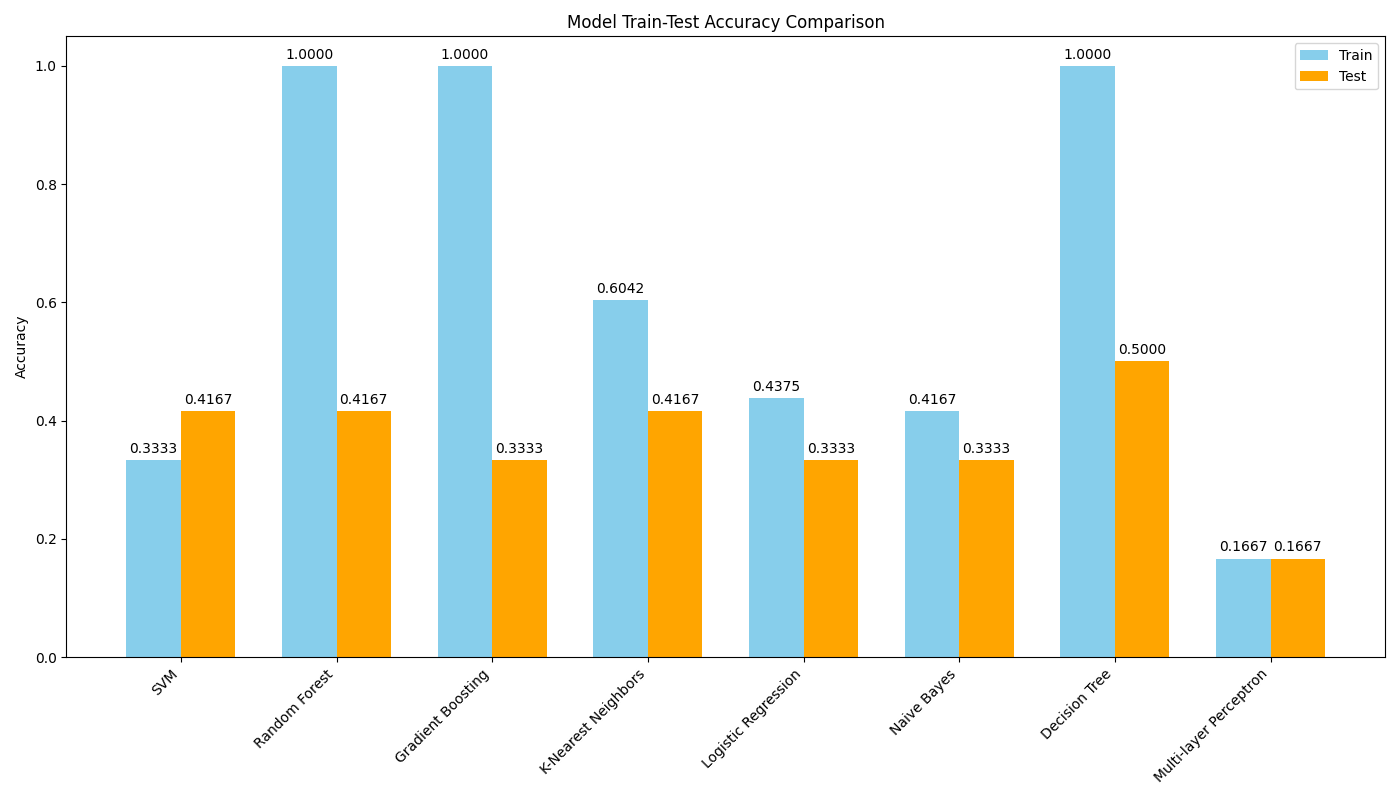 Model Train-Test Accuracy Comparison
Train
Test
Accuracy
1.0
0.8
0.6
0.4
0.2
0.0
0.3333
0.4167
1.0000
0.4167
1.0000
0.3333
0.6042
0.4167
0.4375
0.3333
0.4167
0.3333
1.0000
0.5000
0.1667
0.1667
SVM
Random Forest
Gradient Boosting
K-Nearest Neighbors
Logistic Regression
Naive Bayes
Decision Tree
Multi-layer Perceptron